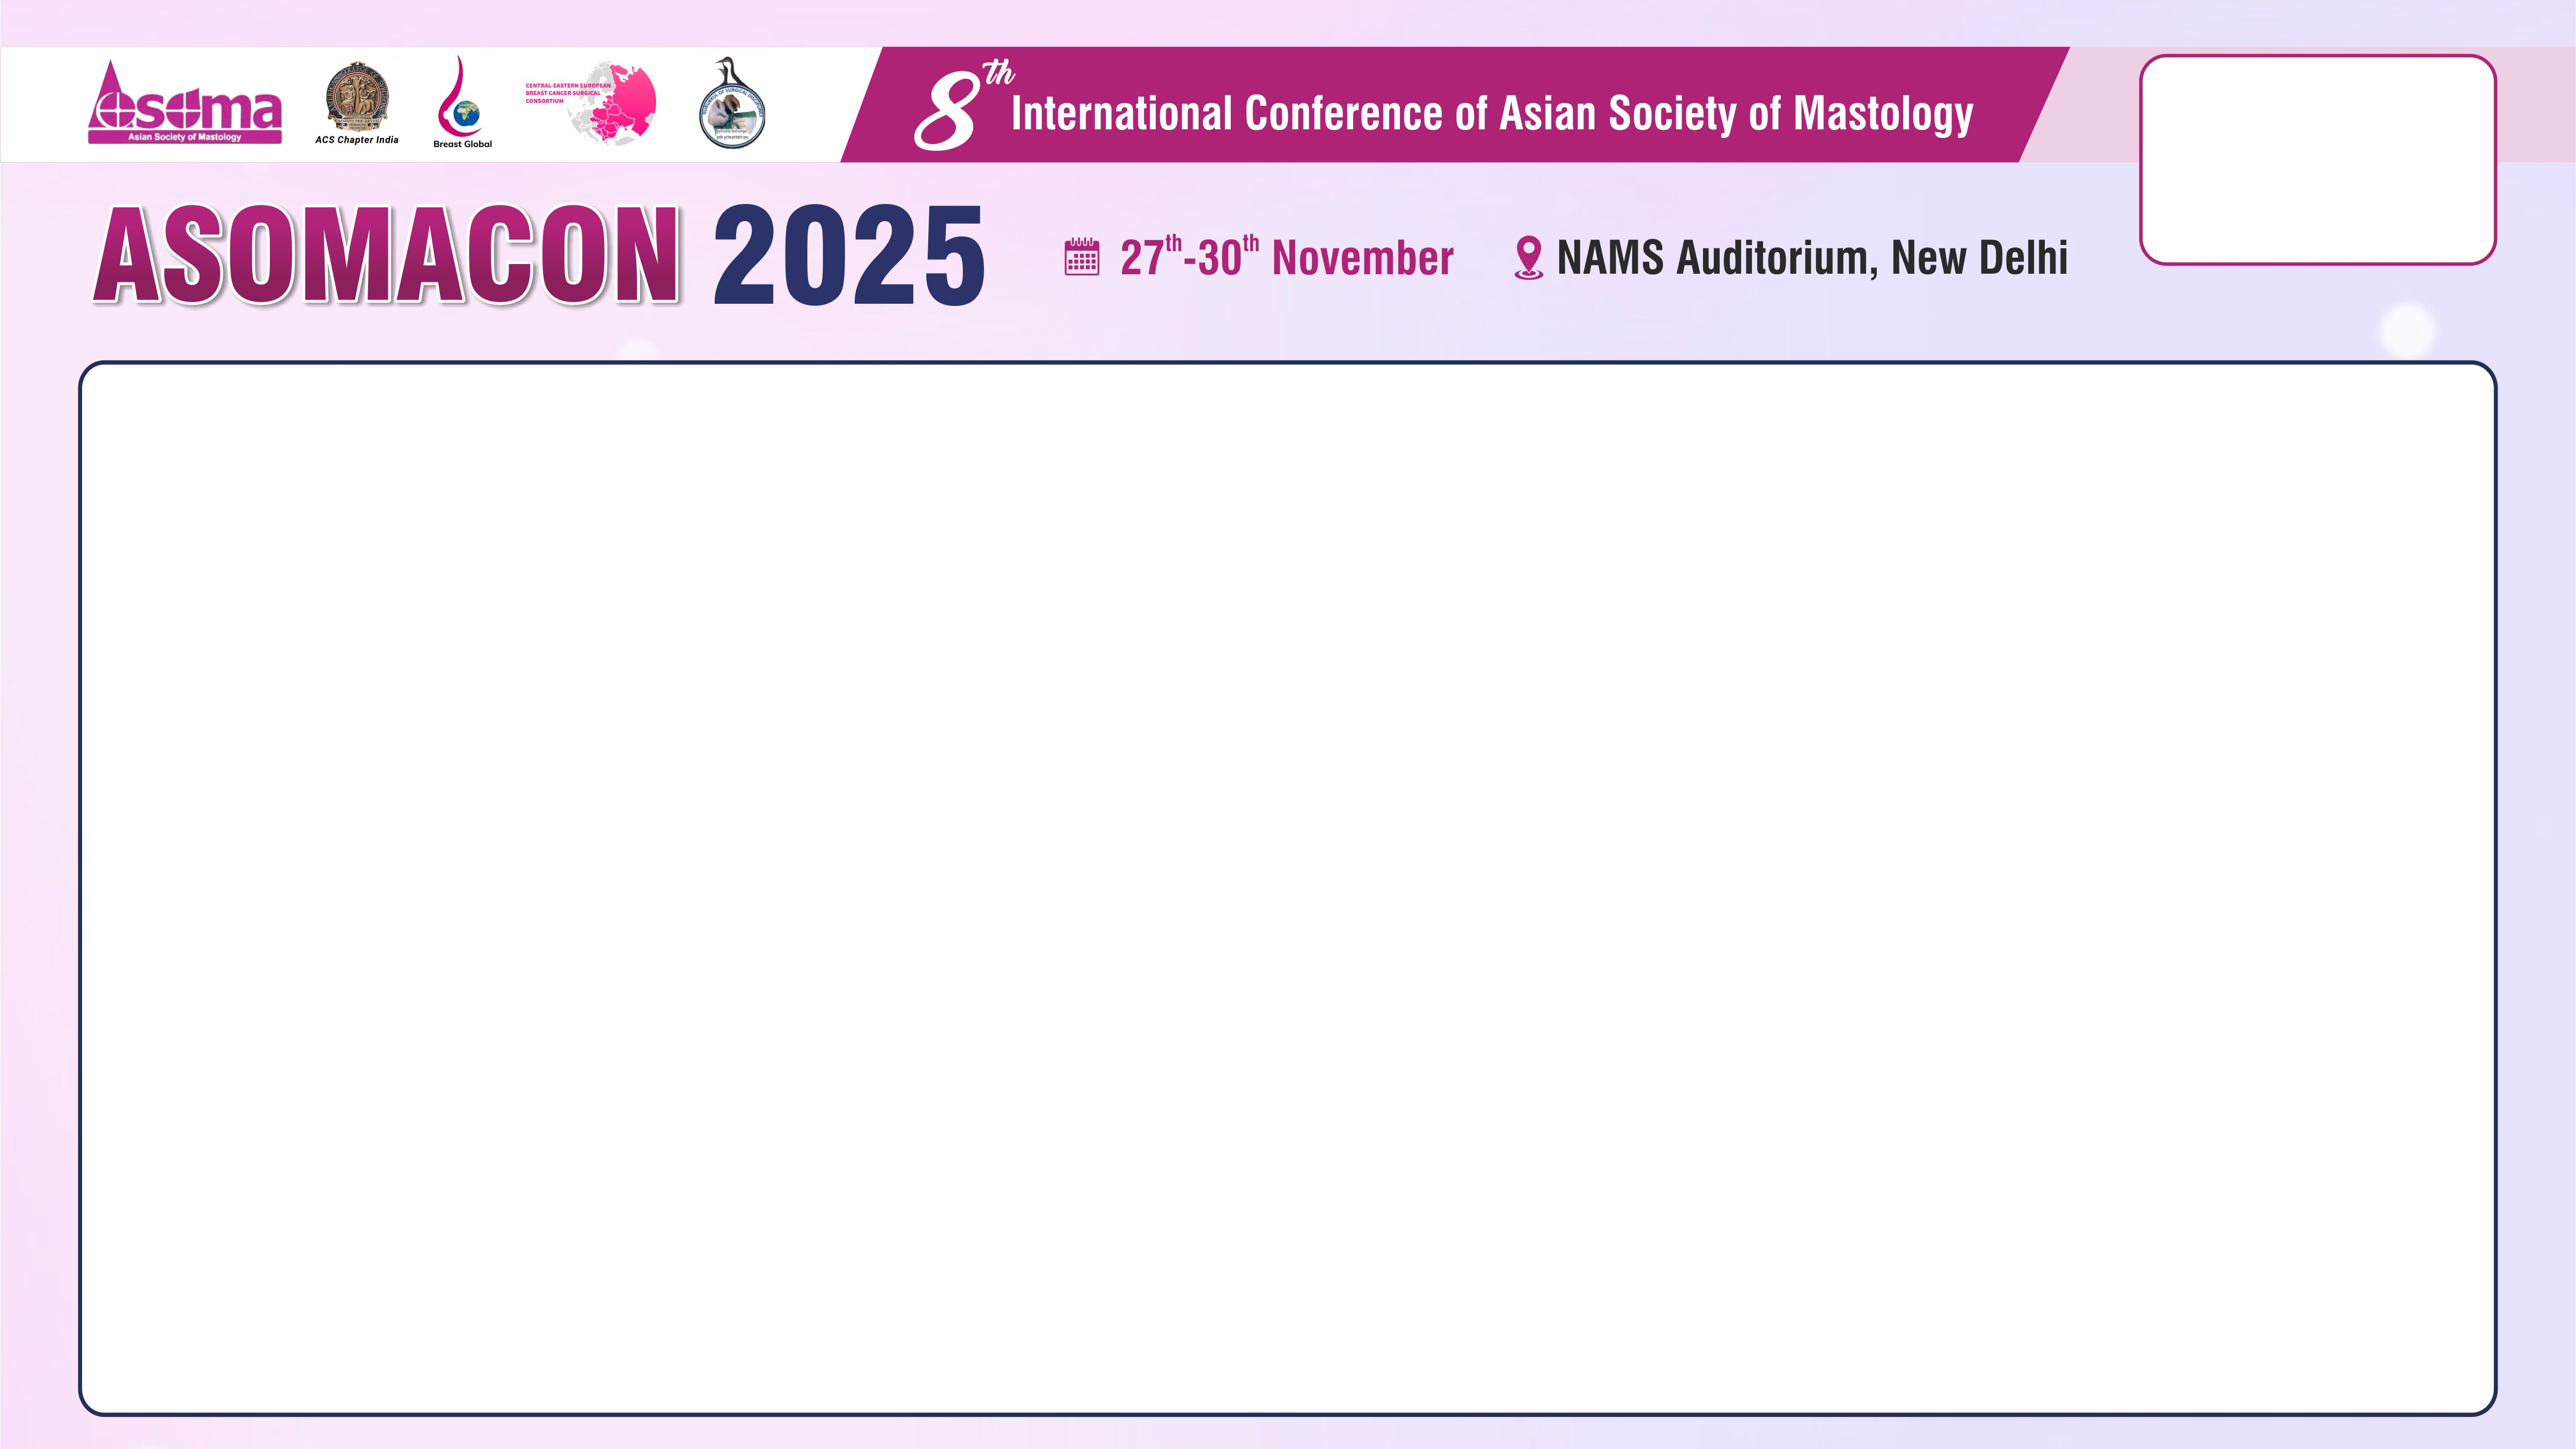 Asoma
Asian Society of Mastology
ACS Chapter India
Breast Global
CENTRAL-EASTERN EUROPEAN
BREAST CANCER SURGICAL
CONSORTIUM
8th International Conference of Asian Society of Mastology
ASOMACON 2025
27th-30th November
NAMS Auditorium, New Delhi